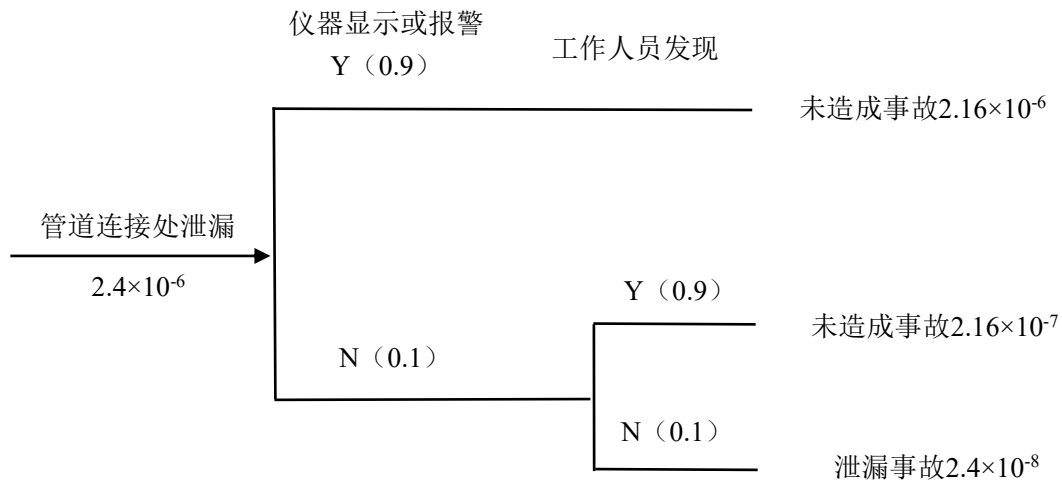 仪器显示或报警
工作人员发现
Y（0.9）
未造成事故2.16×10-6
管道连接处泄漏
2.4×10-6
Y（0.9）
未造成事故2.16×10-7
N（0.1）
N（0.1）
泄漏事故2.4×10-8